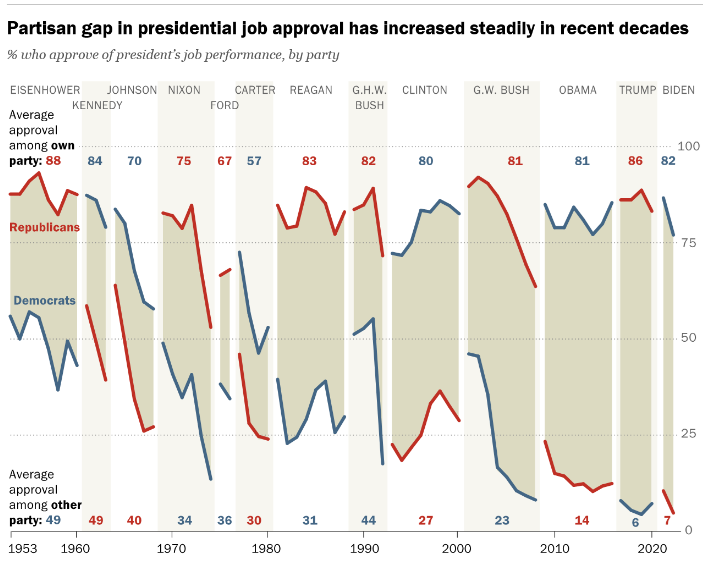 Partisan gap in presidential job approval has increased steadily in recent decades
% who approve of president's job performance, by party
EISENHOWER JOHNSON NIXON CARTER REAGAN G.H.W. CLINTON G.W. BUSH OBAMA TRUMP BIDEN
KENNEDY FORD BUSH
Average
approval
among own
party: 88 84 70 75 67 57 83 82 80 81 81 86 82
100
Republicans
75
Democrats
50
25
Average
approval
among other
party: 49 49 40 34 36 30 31 44 27 23 14 6 7
0
1953 1960 1970 1980 1990 2000 2010 2020